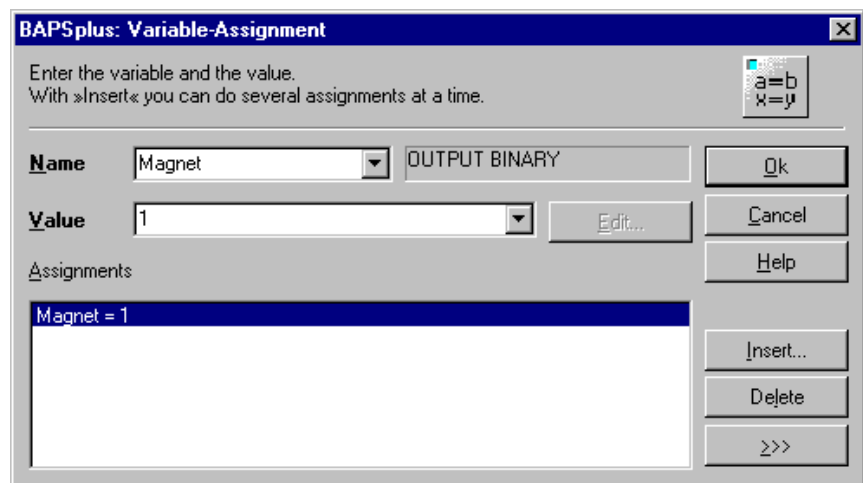 BAPSplus: Variable-Assignment
Enter the variable and the value.
With »Insert« you can do several assignments at a time.
a=b
x=y
Name
Magnet
OUTPUT BINARY
Ok
Value
1
Edit...
Cancel
Assignments
Help
Magnet = 1
Insert...
Delete
>>>